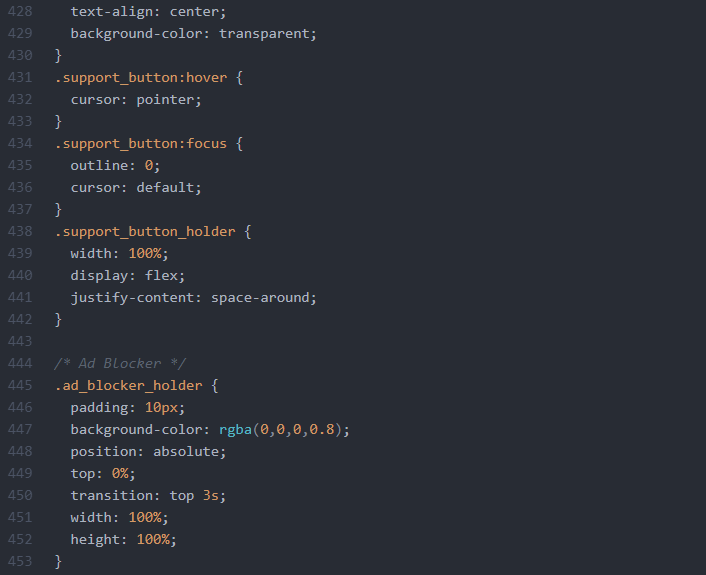 428 text-align: center;
429 background-color: transparent;
430 }
431 .support_button:hover {
432 cursor: pointer;
433 }
434 .support_button:focus {
435 outline: 0;
436 cursor: default;
437 }
438 .support_button_holder {
439 width: 100%;
440 display: flex;
441 justify-content: space-around;
442 }
443
444 /* Ad Blocker */
445 .ad_blocker_holder {
446 padding: 10px;
447 background-color: rgba(0,0,0,0.8);
448 position: absolute;
449 top: 0%;
450 transition: top 3s;
451 width: 100%;
452 height: 100%;
453 }